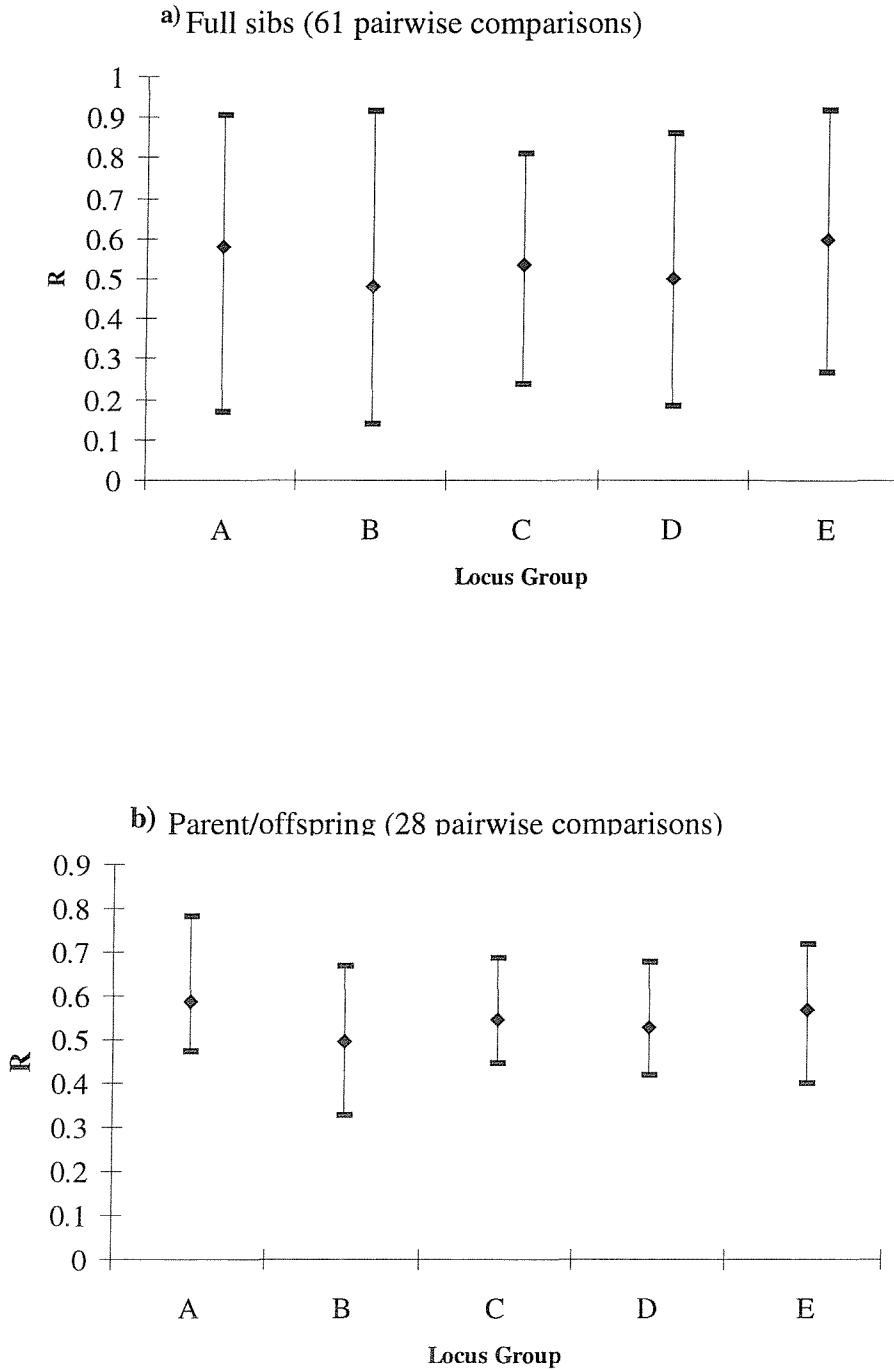 a) Full sibs (61 pairwise comparisons)
1
0.9
0.8
0.7
0.6
0.5
0.4
0.3
0.2
0.1
0
R
A B C D E
Locus Group
b) Parent/offspring (28 pairwise comparisons)
0.9
0.8
0.7
0.6
0.5
0.4
0.3
0.2
0.1
0
R
A B C D E
Locus Group